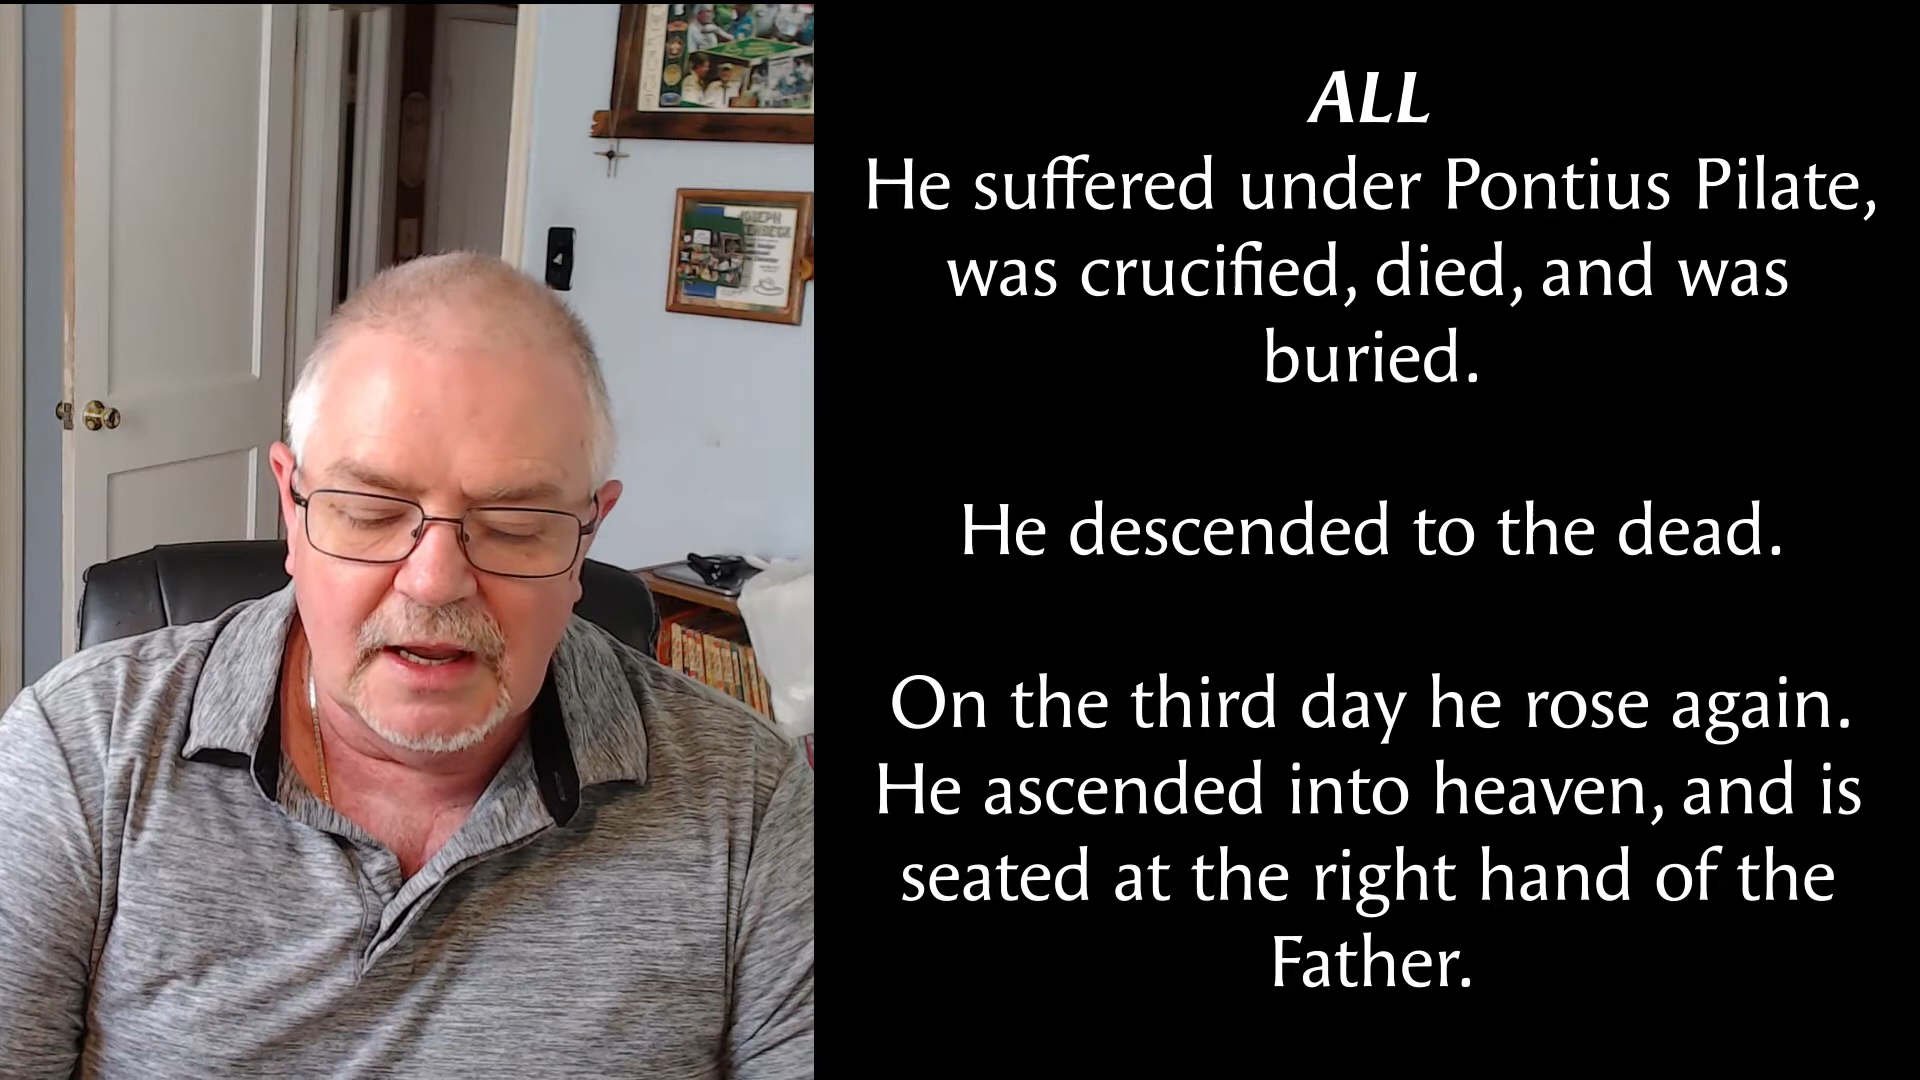 ALL
He suffered under Pontius Pilate,
was crucified, died, and was
buried.
He descended to the dead.
On the third day he rose again.
He ascended into heaven, and is
seated at the right hand of the
Father.
JOSEPH